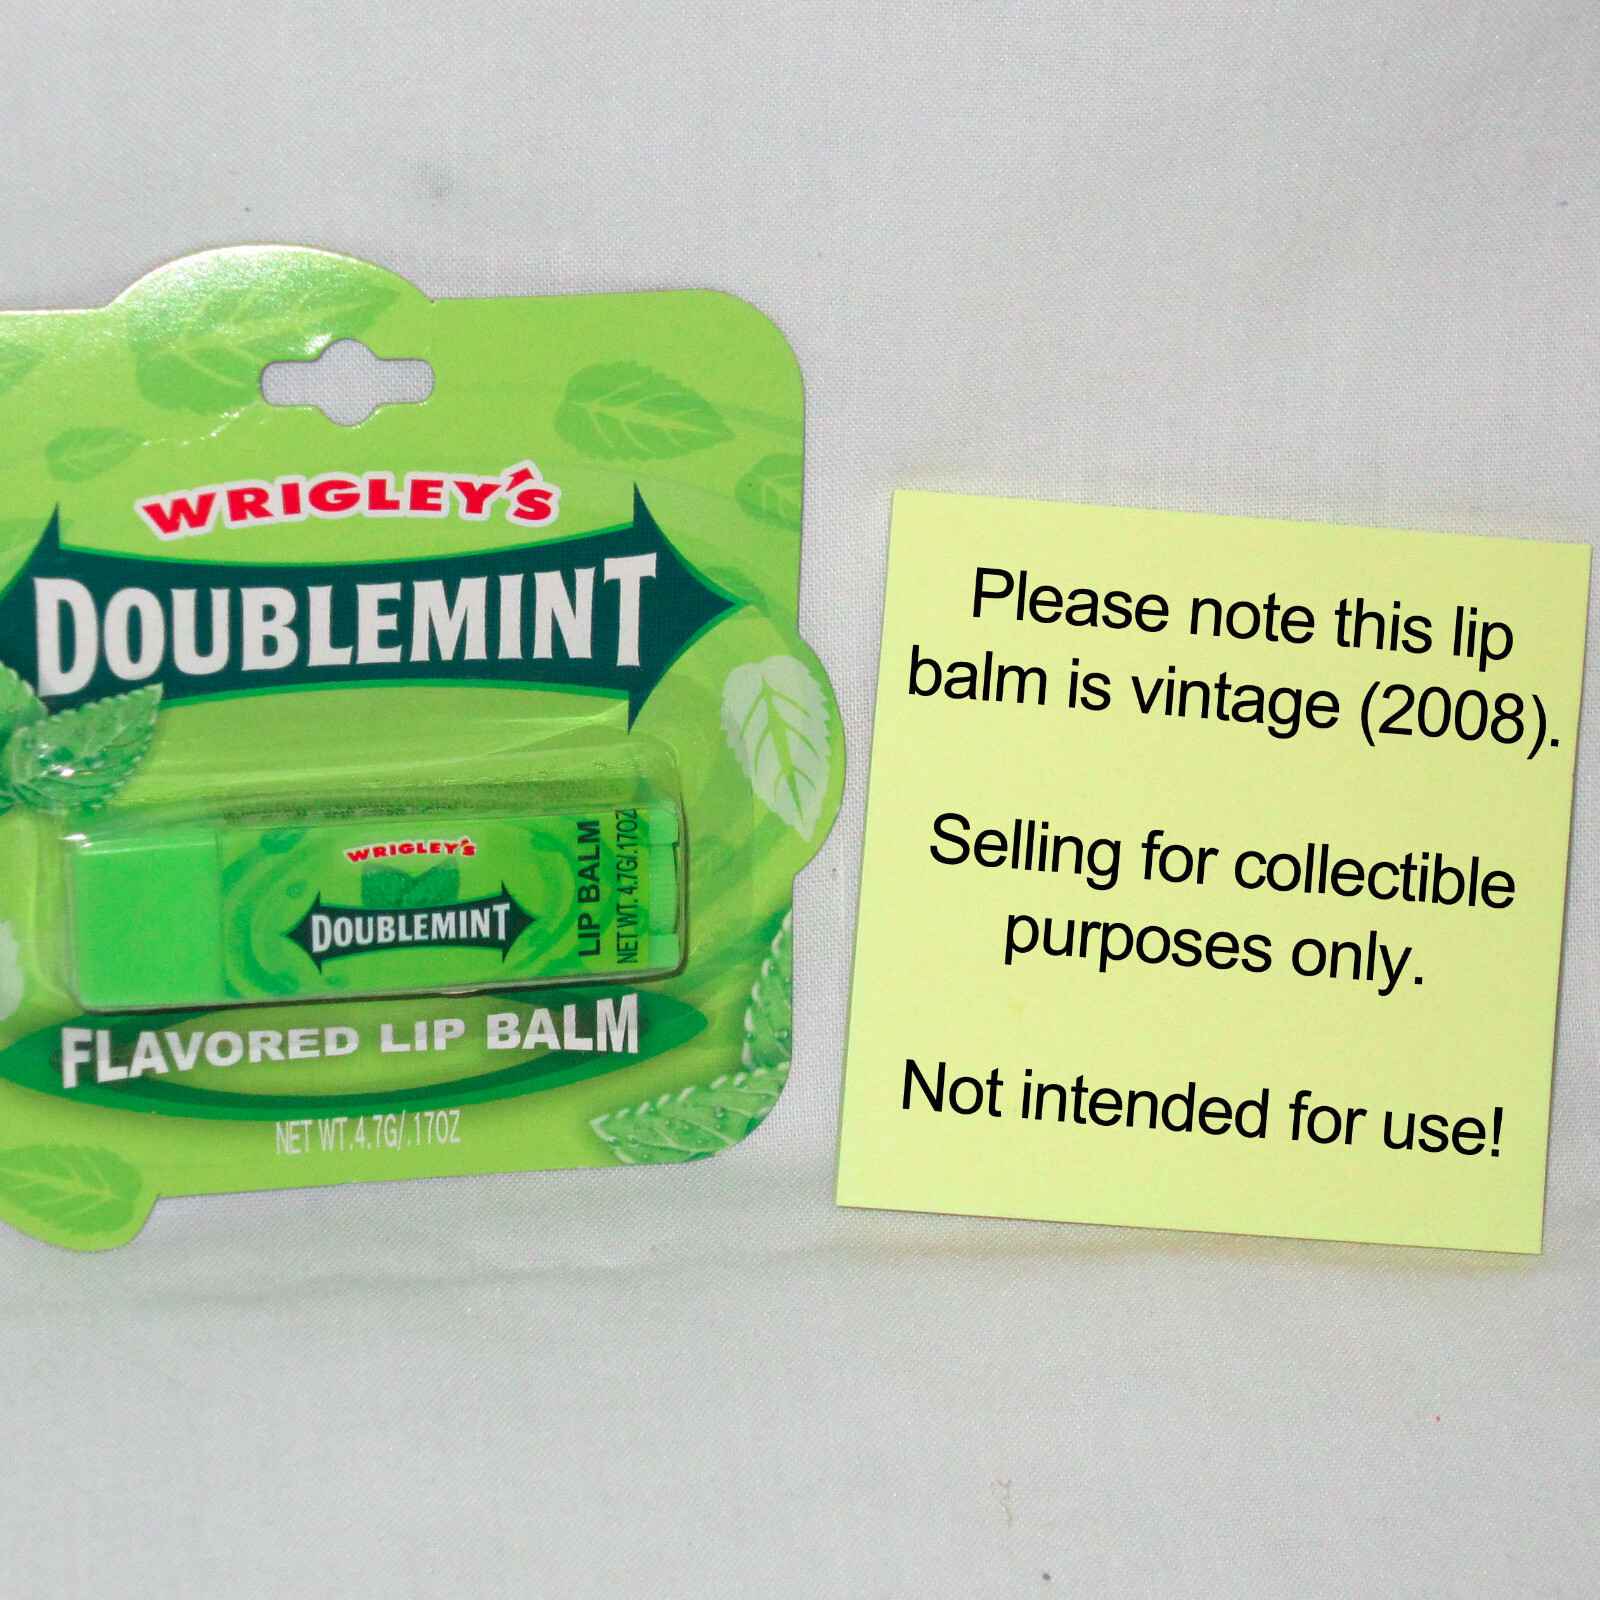 WRIGLEY'S
DOUBLEMINT
WRIGLEY'S
DOUBLEMINT
LIP BALM
NET WT. 4.7G/.17OZ
FLAVORED LIP BALM
NET WT.4.7G/.17OZ
Please note this lip
balm is vintage (2008).
Selling for collectible
purposes only.
Not intended for use!